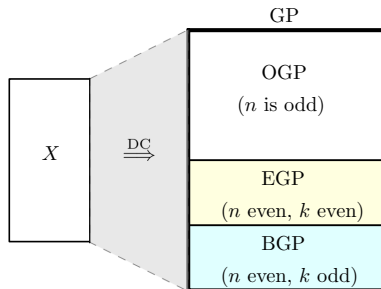 GP
OGP
(n is odd)
X
DC
⇒
EGP
(n even, k even)
BGP
(n even, k odd)